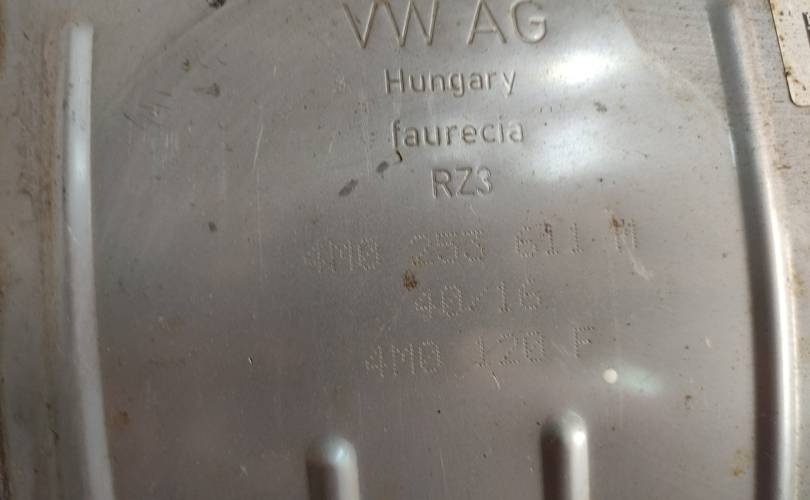 VW AG
Hungary
faurecia
RZ3
4M0 253 611 M
40/16
4M0 120 F